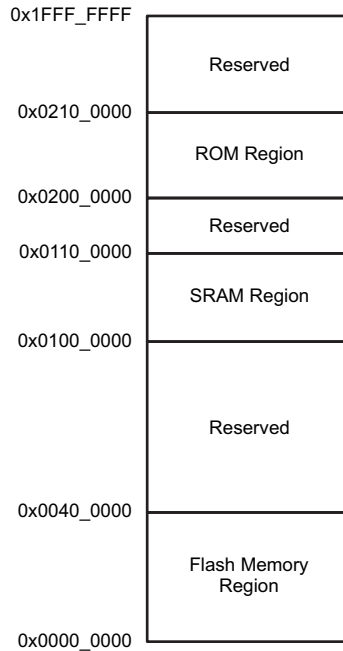 0x1FFF_FFFF
Reserved
0x0210_0000
ROM Region
0x0200_0000
Reserved
0x0110_0000
SRAM Region
0x0100_0000
Reserved
0x0040_0000
Flash Memory
Region
0x0000_0000